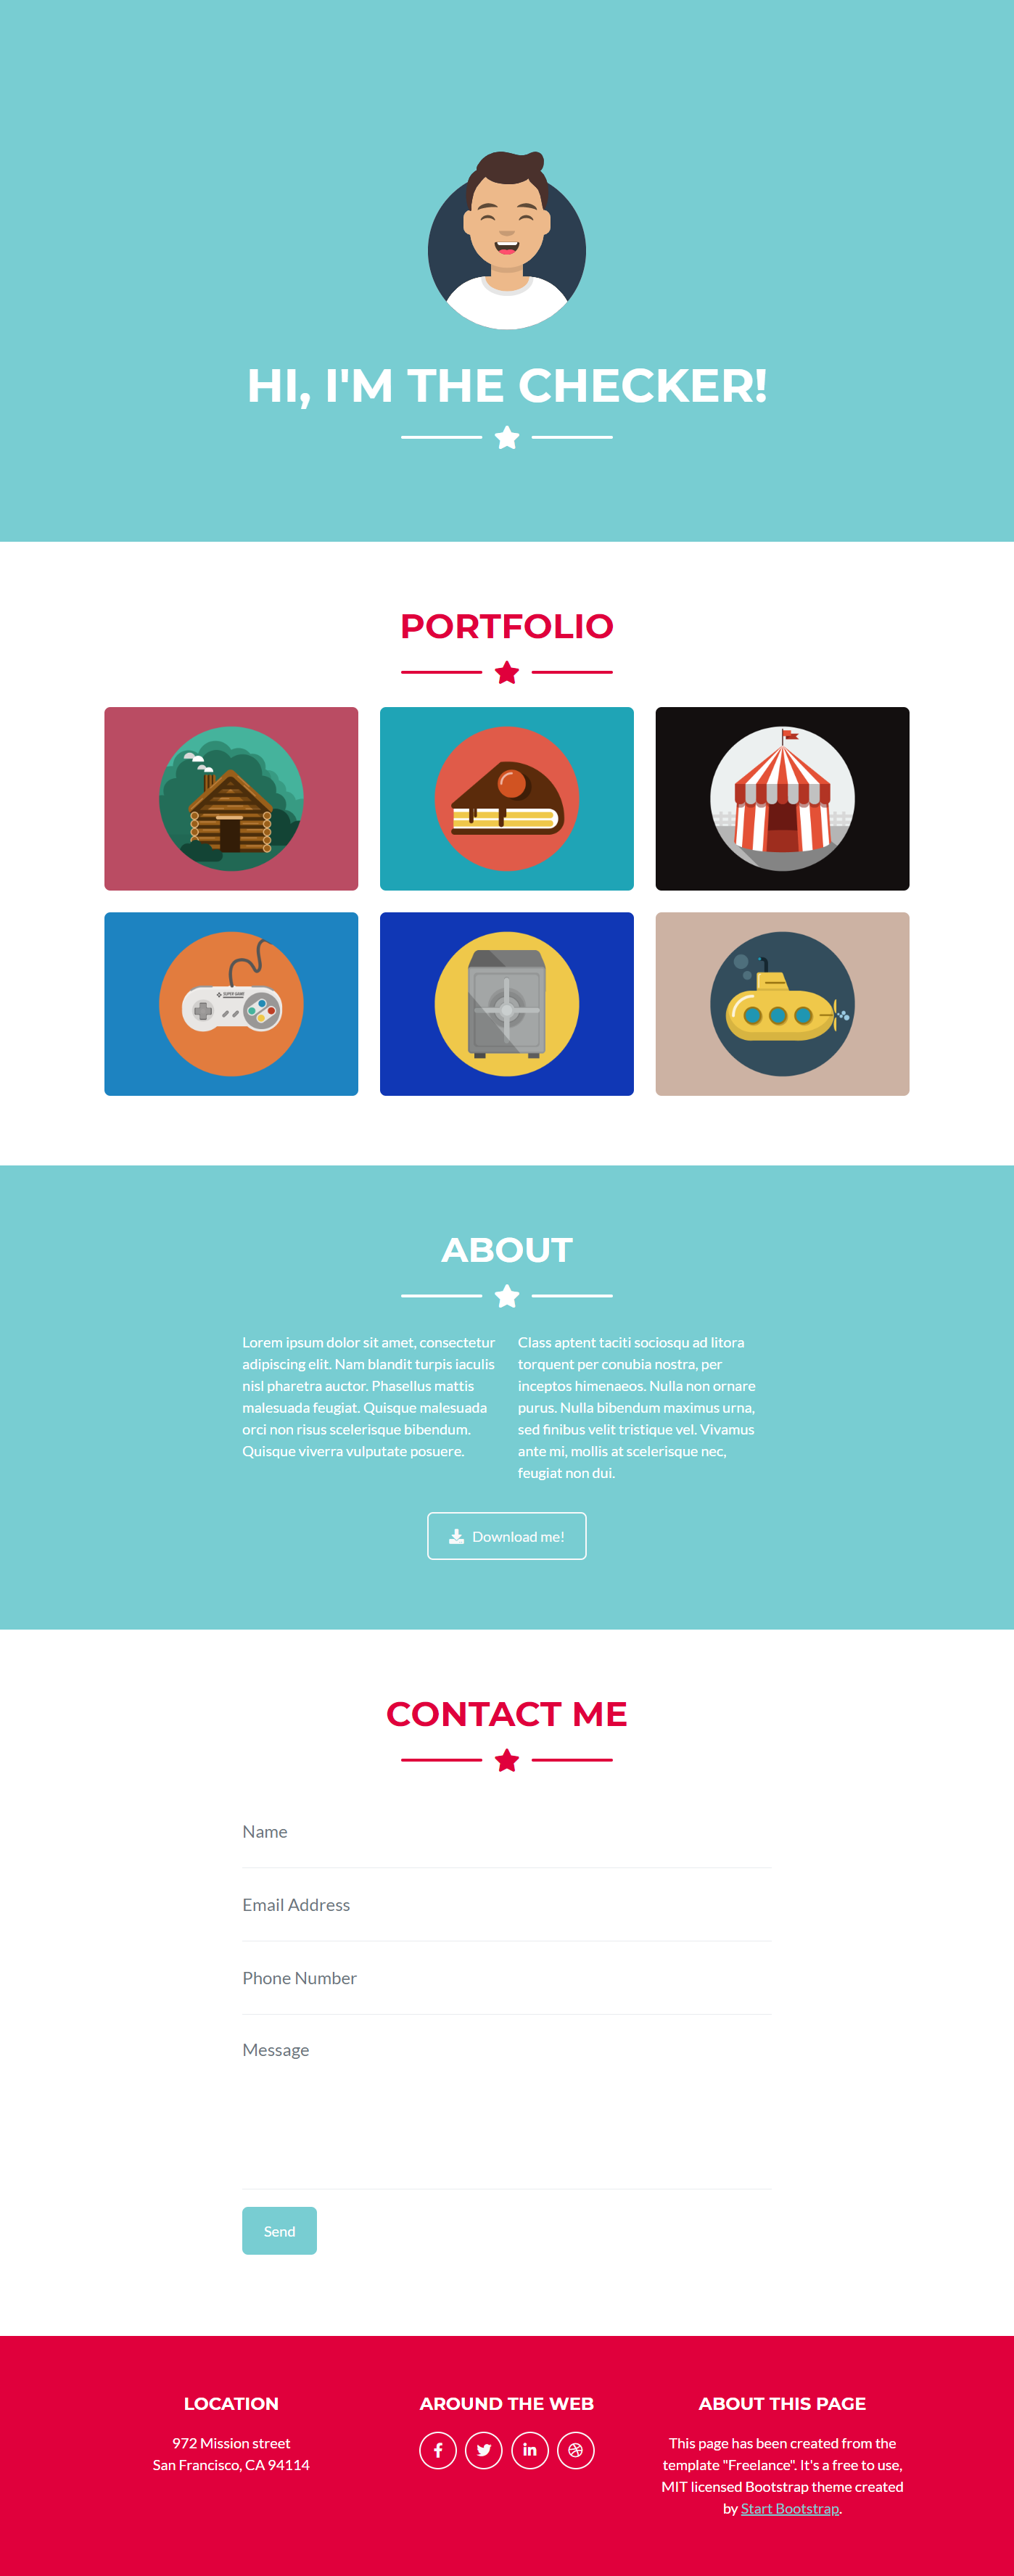 HI, I'M THE CHECKER!
PORTFOLIO
SUPER GAME
ABOUT
Lorem ipsum dolor sit amet, consectetur
adipiscing elit. Nam blandit turpis iaculis
nisl pharetra auctor. Phasellus mattis
malesuada feugiat. Quisque malesuada
orci non risus scelerisque bibendum.
Quisque viverra vulputate posuere.
Class aptent taciti sociosqu ad litora
torquent per conubia nostra, per
inceptos himenaeos. Nulla non ornare
purus. Nulla bibendum maximus urna,
sed finibus velit tristique vel. Vivamus
ante mi, mollis at scelerisque nec,
feugiat non dui.
Download me!
CONTACT ME
Name
Email Address
Phone Number
Message
Send
LOCATION
972 Mission street
San Francisco, CA 94114
AROUND THE WEB
ABOUT THIS PAGE
This page has been created from the
template "Freelance". It's a free to use,
MIT licensed Bootstrap theme created
by Start Bootstrap.